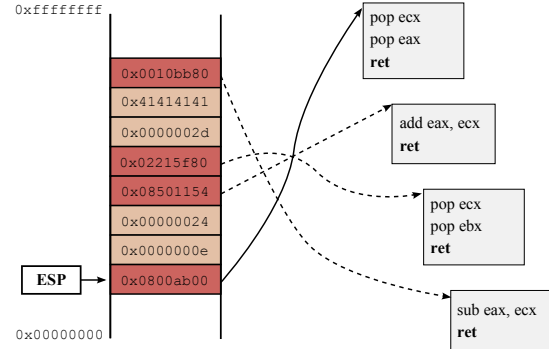 0xffffffff
0x0010bb80
0x41414141
0x0000002d
0x02215f80
0x08501154
0x00000024
0x0000000e
0x0800ab00
ESP
0x00000000
pop ecx
pop eax
ret
add eax, ecx
ret
pop ecx
pop ebx
ret
sub eax, ecx
ret